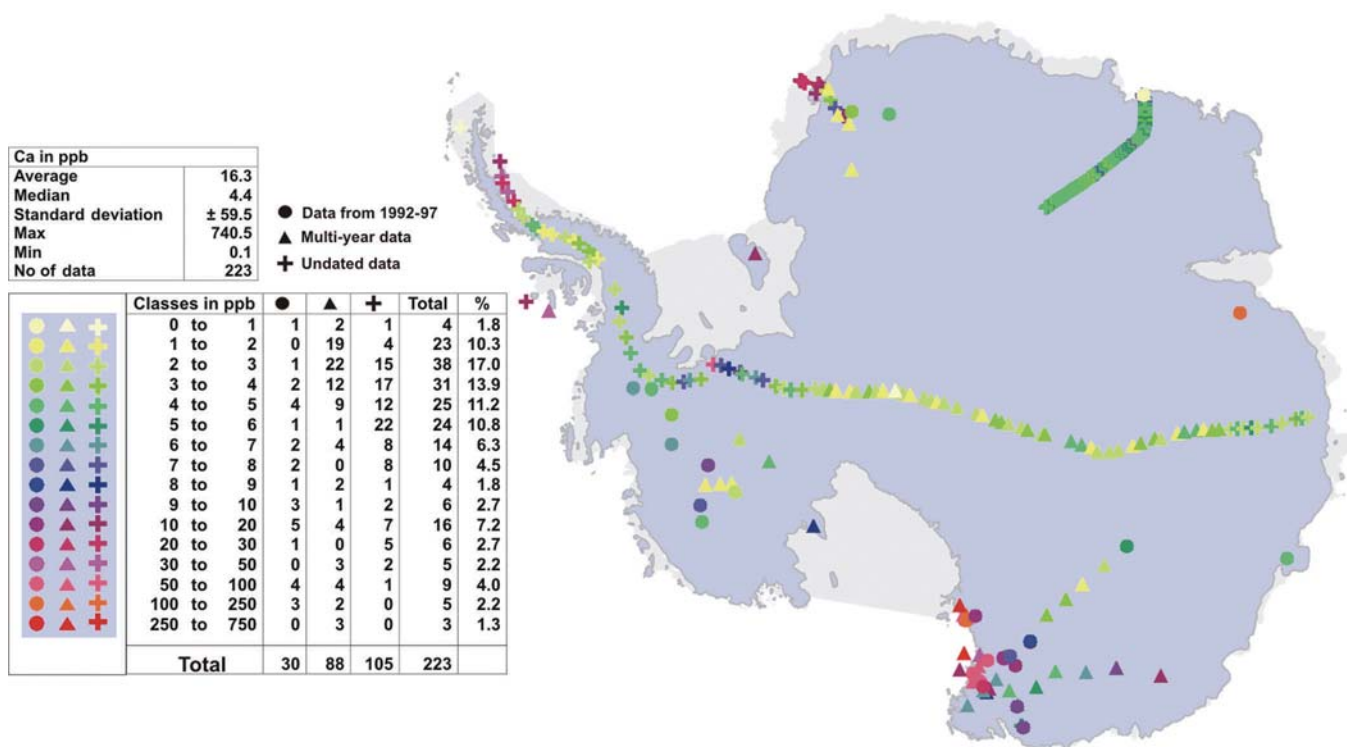 Ca in ppb
Average 16.3
Median 4.4
Standard deviation ± 59.5
Max 740.5
Min 0.1
No of data 223
● Data from 1992-97
▲ Multi-year data
+ Undated data
Classes in ppb ● ▲ + Total %
0 to 1 1 2 1 4 1.8
1 to 2 0 19 4 23 10.3
2 to 3 1 22 15 38 17.0
3 to 4 2 12 17 31 13.9
4 to 5 4 9 12 25 11.2
5 to 6 1 1 22 24 10.8
6 to 7 2 4 8 14 6.3
7 to 8 2 0 8 10 4.5
8 to 9 1 2 1 4 1.8
9 to 10 3 1 2 6 2.7
10 to 20 5 4 7 16 7.2
20 to 30 1 0 5 6 2.7
30 to 50 0 3 2 5 2.2
50 to 100 4 4 1 9 4.0
100 to 250 3 2 0 5 2.2
250 to 750 0 3 0 3 1.3
Total 30 88 105 223